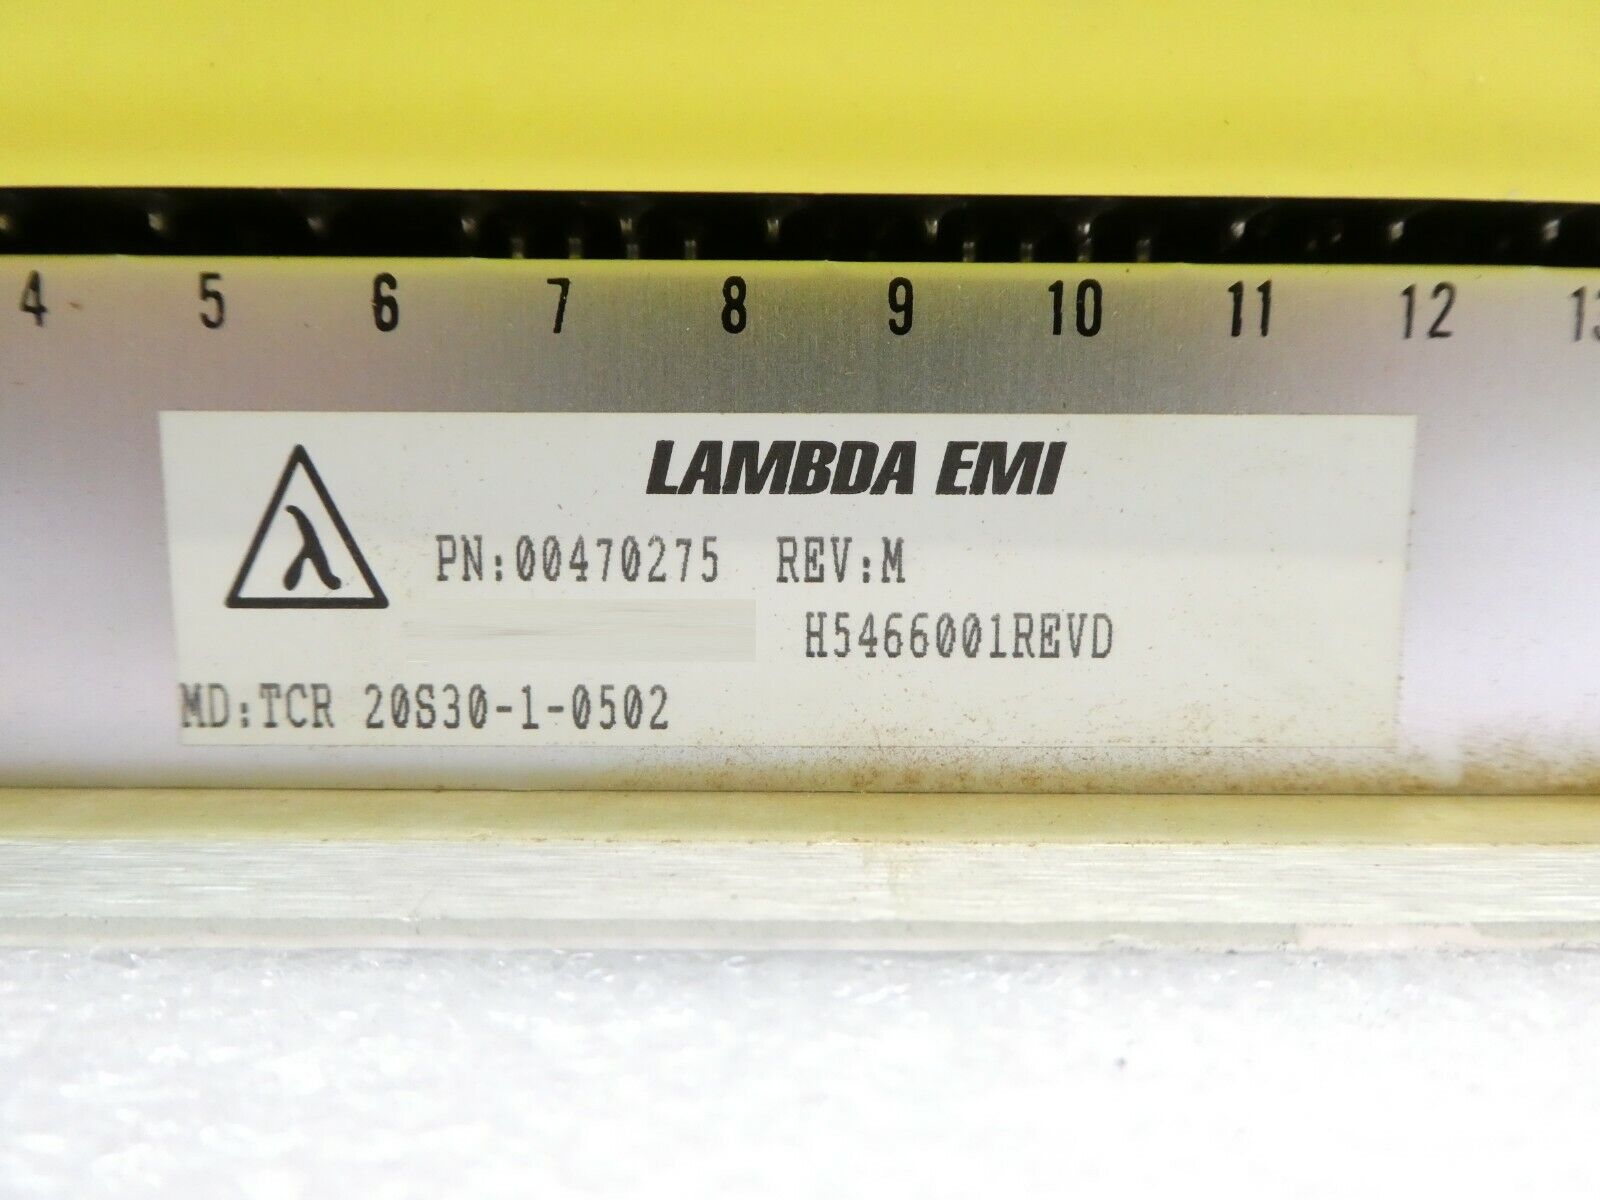 4 5 6 7 8 9 10 11 12 13
LAMBDA EMI
λ
PN:00470275 REV:M
H5466001REVD
MD:TCR 20S30-1-0502